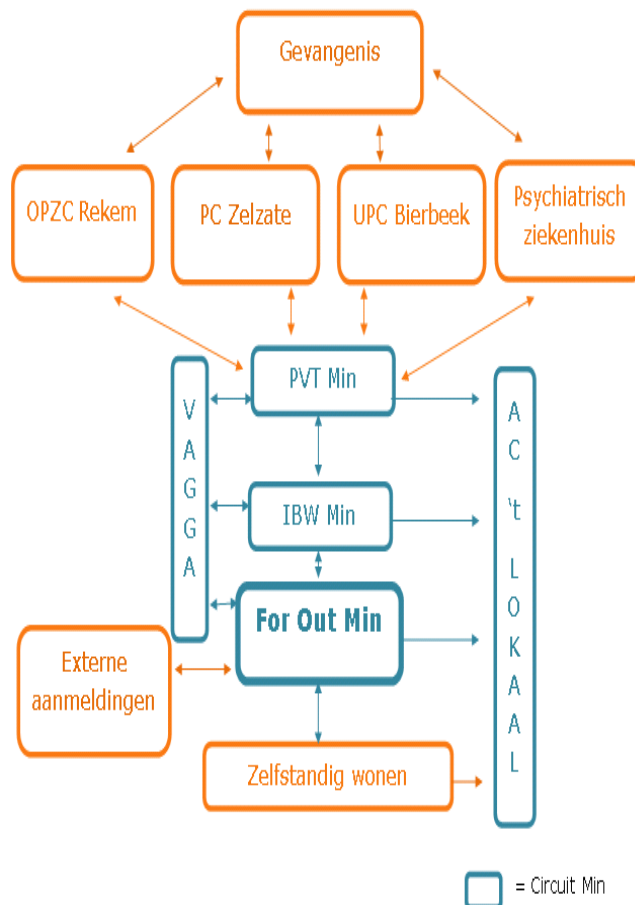 Gevangenis
OPZC Rekem
PC Zelzate
UPC Bierbeek
Psychiatrisch
ziekenhuis
PVT Min
V
A
G
G
A
IBW Min
For Out Min
Externe
aanmeldingen
Zelfstandig wonen
A
C
't
L
O
K
A
A
L
= Circuit Min